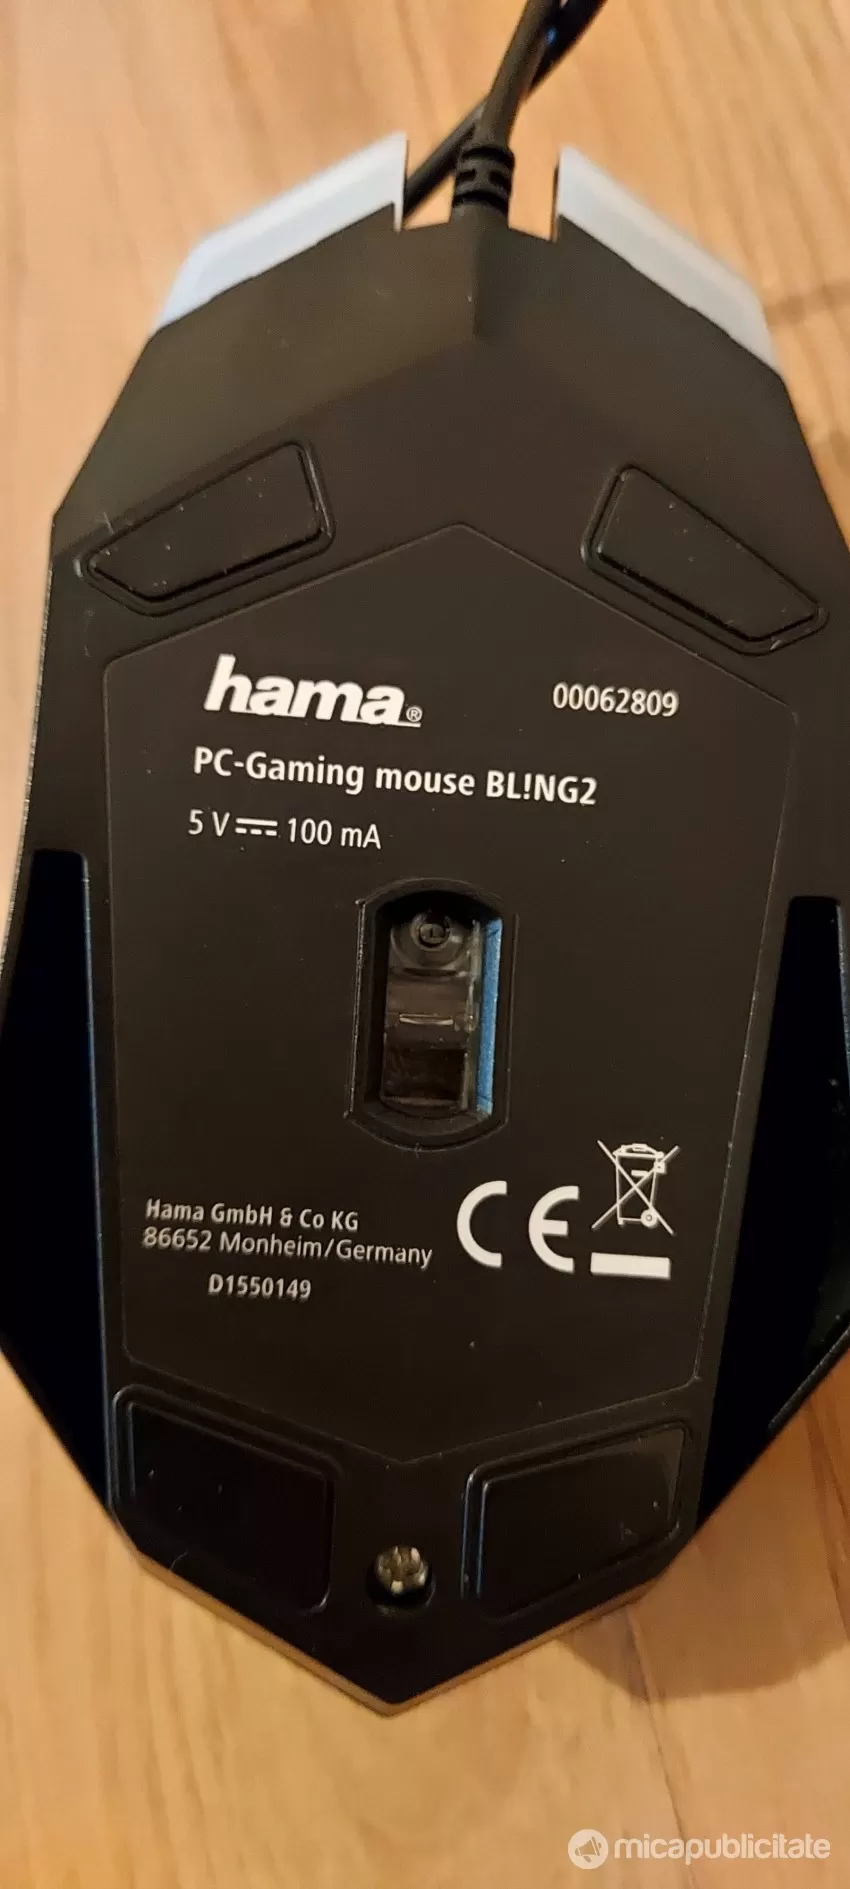 hama®
00062809
PC-Gaming mouse BL!NG2
5 V⎓100 mA
Hama GmbH & Co KG
86652 Monheim/Germany
D1550149
CE
micapublicitate